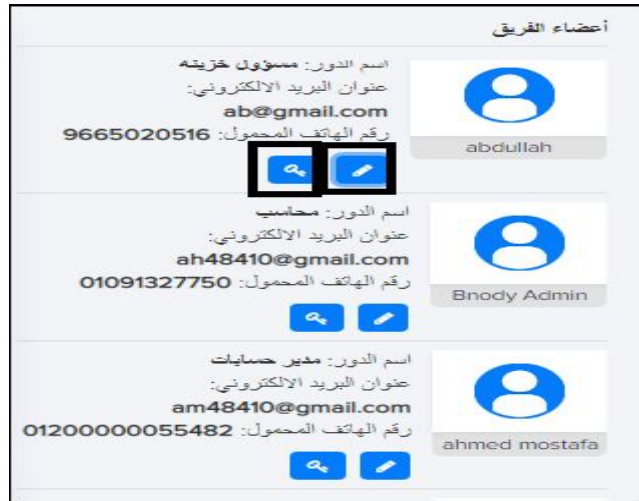 أعضاء الفريق
اسم الدور: مسؤول خزينه
عنوان البريد الالكتروني:
ab@gmail.com
رقم الهاتف المحمول: 9665020516
abdullah
اسم الدور: محاسب
عنوان البريد الالكتروني:
ah48410@gmail.com
رقم الهاتف المحمول: 01091327750
Bnody Admin
اسم الدور: مدير حسابات
عنوان البريد الالكتروني:
am48410@gmail.com
رقم الهاتف المحمول: 01200000055482
ahmed mostafa